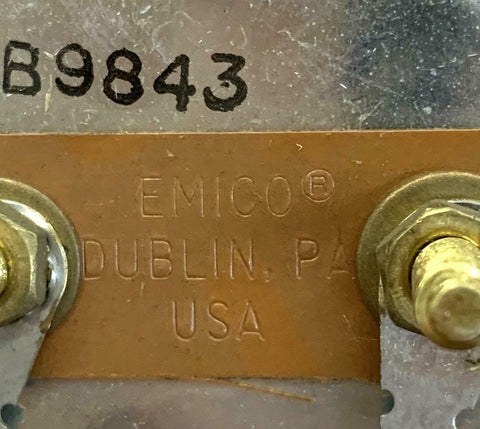 B9843
EMICO®
DUBLIN, PA
USA